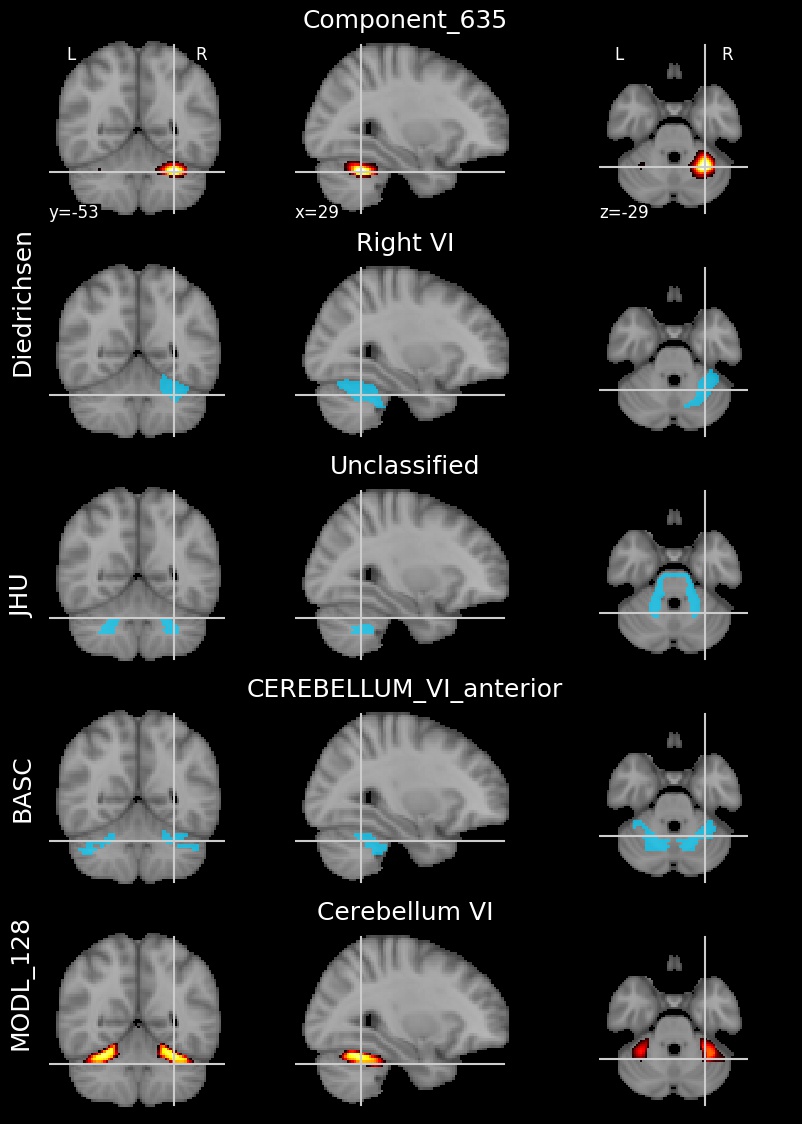 Component_635
L R L R
y=-53 x=29 z=-29
Diedrichsen
Right VI
JHU
Unclassified
BASC
CEREBELLUM_VI_anterior
MODL_128
Cerebellum VI